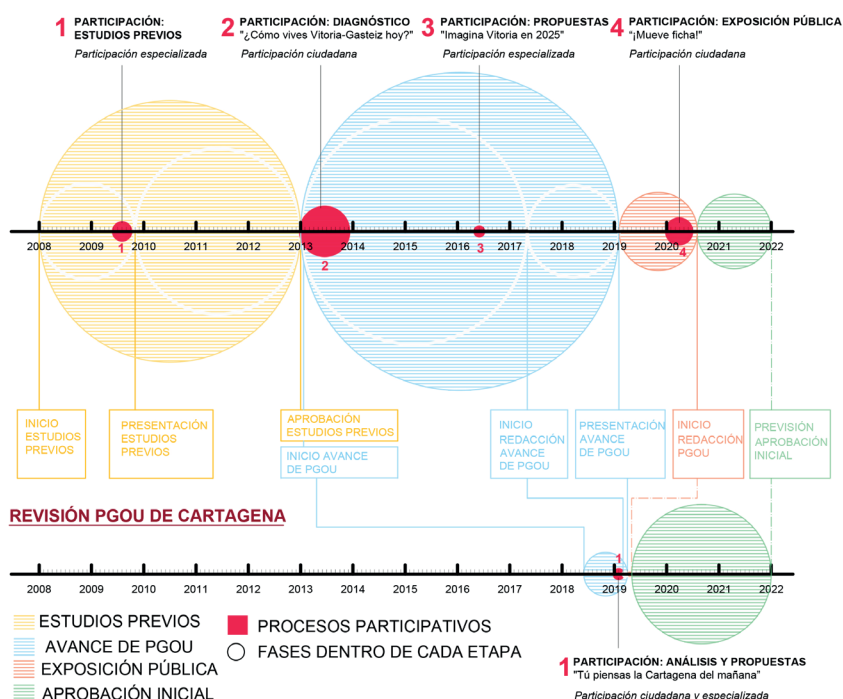 1 PARTICIPACIÓN:
ESTUDIOS PREVIOS
Participación especializada
2 PARTICIPACIÓN: DIAGNÓSTICO
"¿Cómo vives Vitoria-Gasteiz hoy?"
Participación ciudadana
3 PARTICIPACIÓN: PROPUESTAS
"Imagina Vitoria en 2025"
Participación especializada
4 PARTICIPACIÓN: EXPOSICIÓN PÚBLICA
"¡Mueve ficha!"
Participación ciudadana
2008 2009 2010 2011 2012 2013 2014 2015 2016 2017 2018 2019 2020 2021 2022
1
2
3
4
INICIO
ESTUDIOS
PREVIOS
PRESENTACIÓN
ESTUDIOS
PREVIOS
APROBACIÓN
ESTUDIOS PREVIOS
INICIO AVANCE
DE PGOU
INICIO
REDACCIÓN
AVANCE
DE PGOU
PRESENTACIÓN
AVANCE
DE PGOU
INICIO
REDACCIÓN
PGOU
PREVISIÓN
APROBACIÓN
INICIAL
REVISIÓN PGOU DE CARTAGENA
1
2008 2009 2010 2011 2012 2013 2014 2015 2016 2017 2018 2019 2020 2021 2022
ESTUDIOS PREVIOS
AVANCE DE PGOU
EXPOSICIÓN PÚBLICA
APROBACIÓN INICIAL
PROCESOS PARTICIPATIVOS
FASES DENTRO DE CADA ETAPA
1 PARTICIPACIÓN: ANÁLISIS Y PROPUESTAS
"Tú piensas la Cartagena del mañana"
Participación ciudadana y especializada